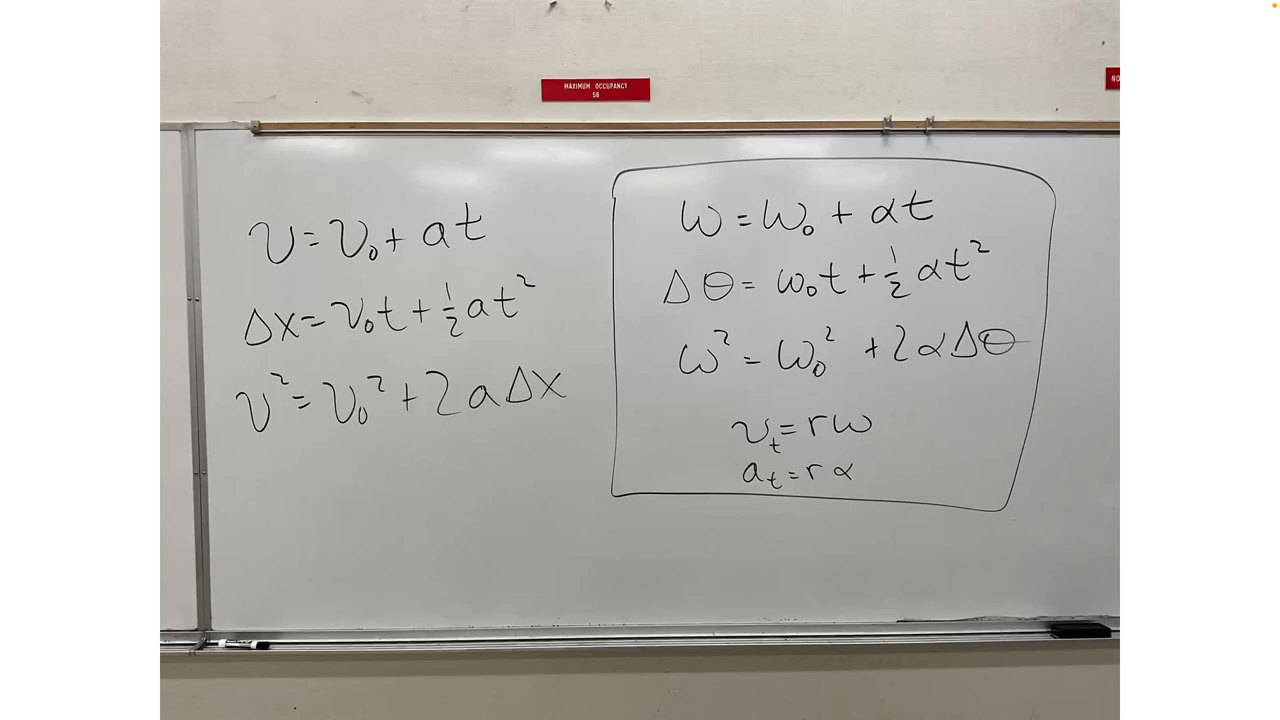 MAXIMUM OCCUPANCY
58
NO
v = v₀ + at
Δx = v₀t + ½at²
v² = v₀² + 2aΔx
ω = ω₀ + αt
Δθ = ω₀t + ½αt²
ω² = ω₀² + 2αΔθ
vₜ = rω
aₜ = rα